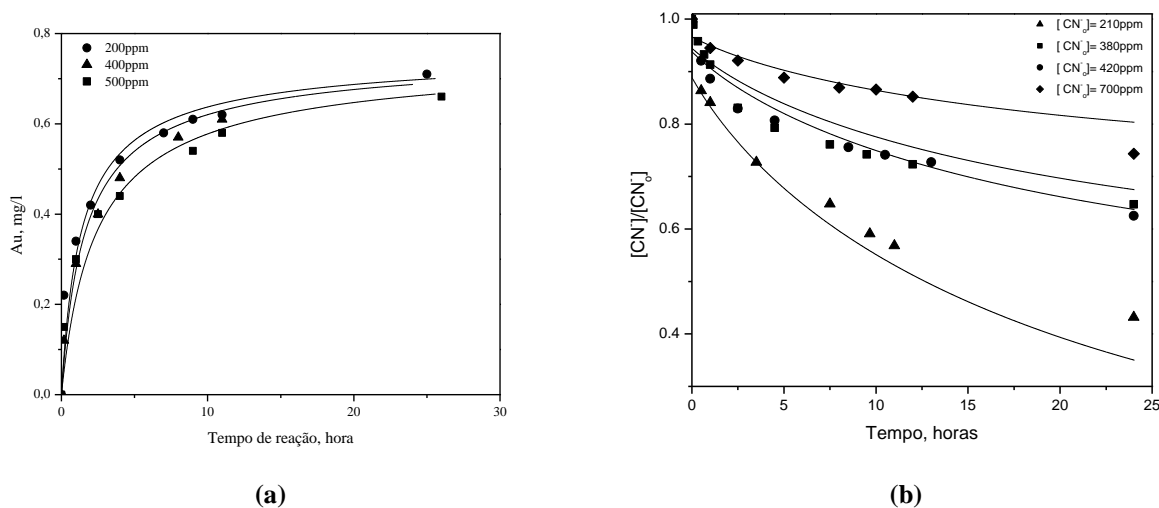 0,8
0,6
0,4
0,2
0,0
Au, mg/l
200ppm
400ppm
500ppm
0
10
20
30
Tempo de reação, hora
(a)
1.0
0.8
0.6
0.4
[CN⁻]/[CN⁻o]
[CN⁻o]= 210ppm
[CN⁻o]= 380ppm
[CN⁻o]= 420ppm
[CN⁻o]= 700ppm
0
5
10
15
20
25
Tempo, horas
(b)